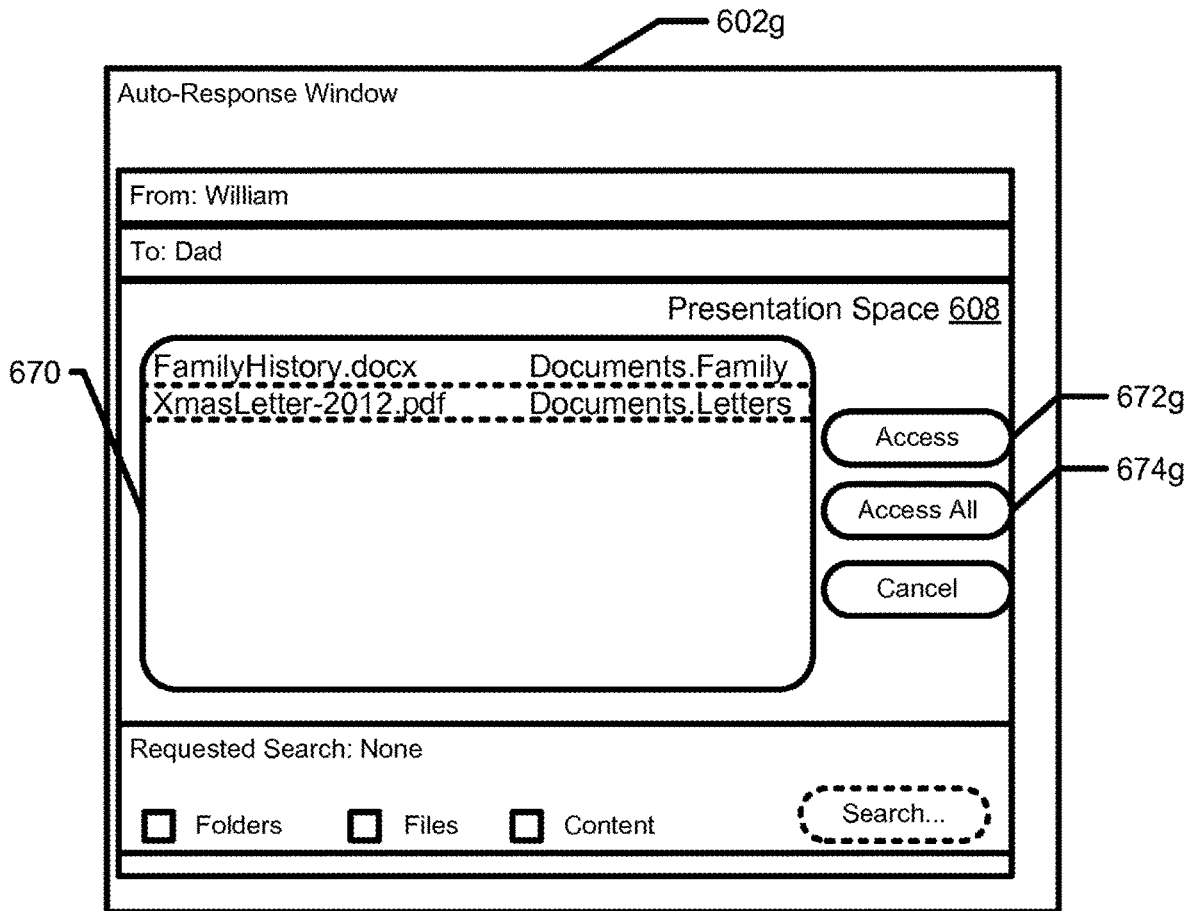 602g
Auto-Response Window
From: William
To: Dad
Presentation Space 608
670
FamilyHistory.docx Documents.Family
XmasLetter-2012.pdf Documents.Letters
672g
Access
674g
Access All
Cancel
Requested Search: None
Folders Files Content Search...